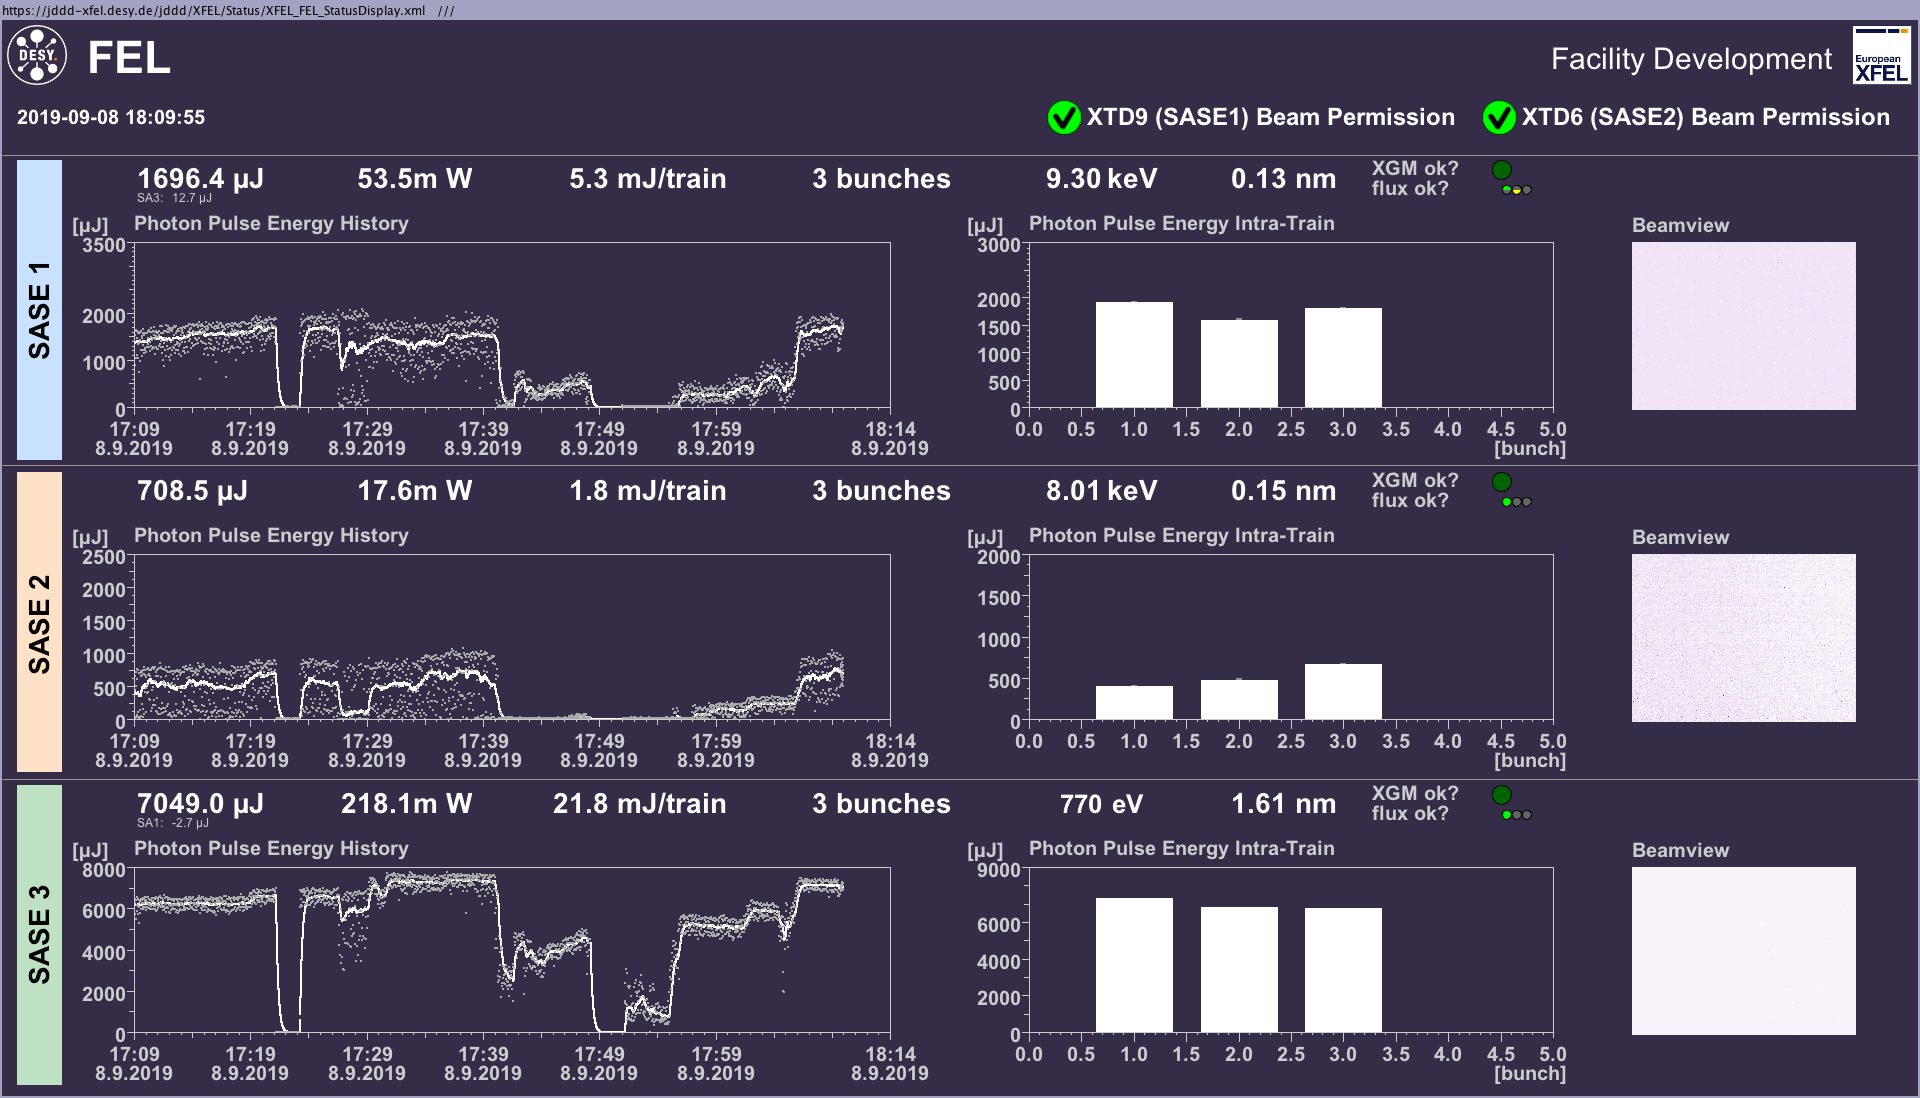 https://jddd-xfel.desy.de/jddd/XFEL/Status/XFEL_FEL_StatusDisplay.xml ///
DESY. FEL Facility Development European XFEL
2019-09-08 18:09:55 XTD9 (SASE1) Beam Permission XTD6 (SASE2) Beam Permission
SASE 1
1696.4 µJ 53.5m W 5.3 mJ/train 3 bunches 9.30 keV 0.13 nm XGM ok?
SA3: 12.7 µJ flux ok?
[µJ] Photon Pulse Energy History [µJ] Photon Pulse Energy Intra-Train Beamview
3500 3000
2000 2000
1500
1000 1000
500
0 0
17:09 17:19 17:29 17:39 17:49 17:59 18:14 0.0 0.5 1.0 1.5 2.0 2.5 3.0 3.5 4.0 4.5 5.0
8.9.2019 8.9.2019 8.9.2019 8.9.2019 8.9.2019 8.9.2019 8.9.2019 [bunch]
SASE 2
708.5 µJ 17.6m W 1.8 mJ/train 3 bunches 8.01 keV 0.15 nm XGM ok?
flux ok?
[µJ] Photon Pulse Energy History [µJ] Photon Pulse Energy Intra-Train Beamview
2500 2000
2000
1500 1500
1000 1000
500 500
0 0
17:09 17:19 17:29 17:39 17:49 17:59 18:14 0.0 0.5 1.0 1.5 2.0 2.5 3.0 3.5 4.0 4.5 5.0
8.9.2019 8.9.2019 8.9.2019 8.9.2019 8.9.2019 8.9.2019 8.9.2019 [bunch]
SASE 3
7049.0 µJ 218.1m W 21.8 mJ/train 3 bunches 770 eV 1.61 nm XGM ok?
SA1: -2.7 µJ flux ok?
[µJ] Photon Pulse Energy History [µJ] Photon Pulse Energy Intra-Train Beamview
8000 9000
6000 6000
4000 4000
2000 2000
0 0
17:09 17:19 17:29 17:39 17:49 17:59 18:14 0.0 0.5 1.0 1.5 2.0 2.5 3.0 3.5 4.0 4.5 5.0
8.9.2019 8.9.2019 8.9.2019 8.9.2019 8.9.2019 8.9.2019 8.9.2019 [bunch]